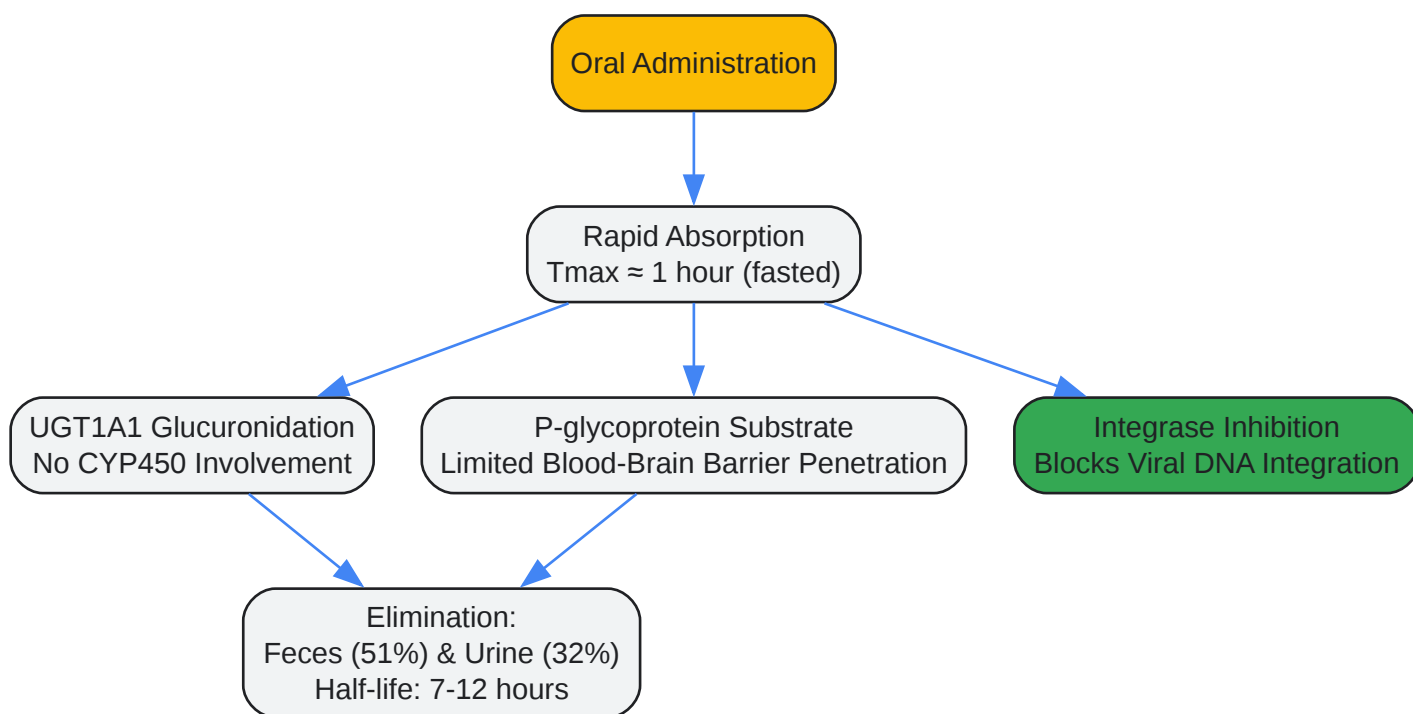 Oral Administration
Rapid Absorption
Tmax ≈ 1 hour (fasted)
UGT1A1 Glucuronidation
No CYP450 Involvement
P-glycoprotein Substrate
Limited Blood-Brain Barrier Penetration
Integrase Inhibition
Blocks Viral DNA Integration
Elimination:
Feces (51%) & Urine (32%)
Half-life: 7-12 hours